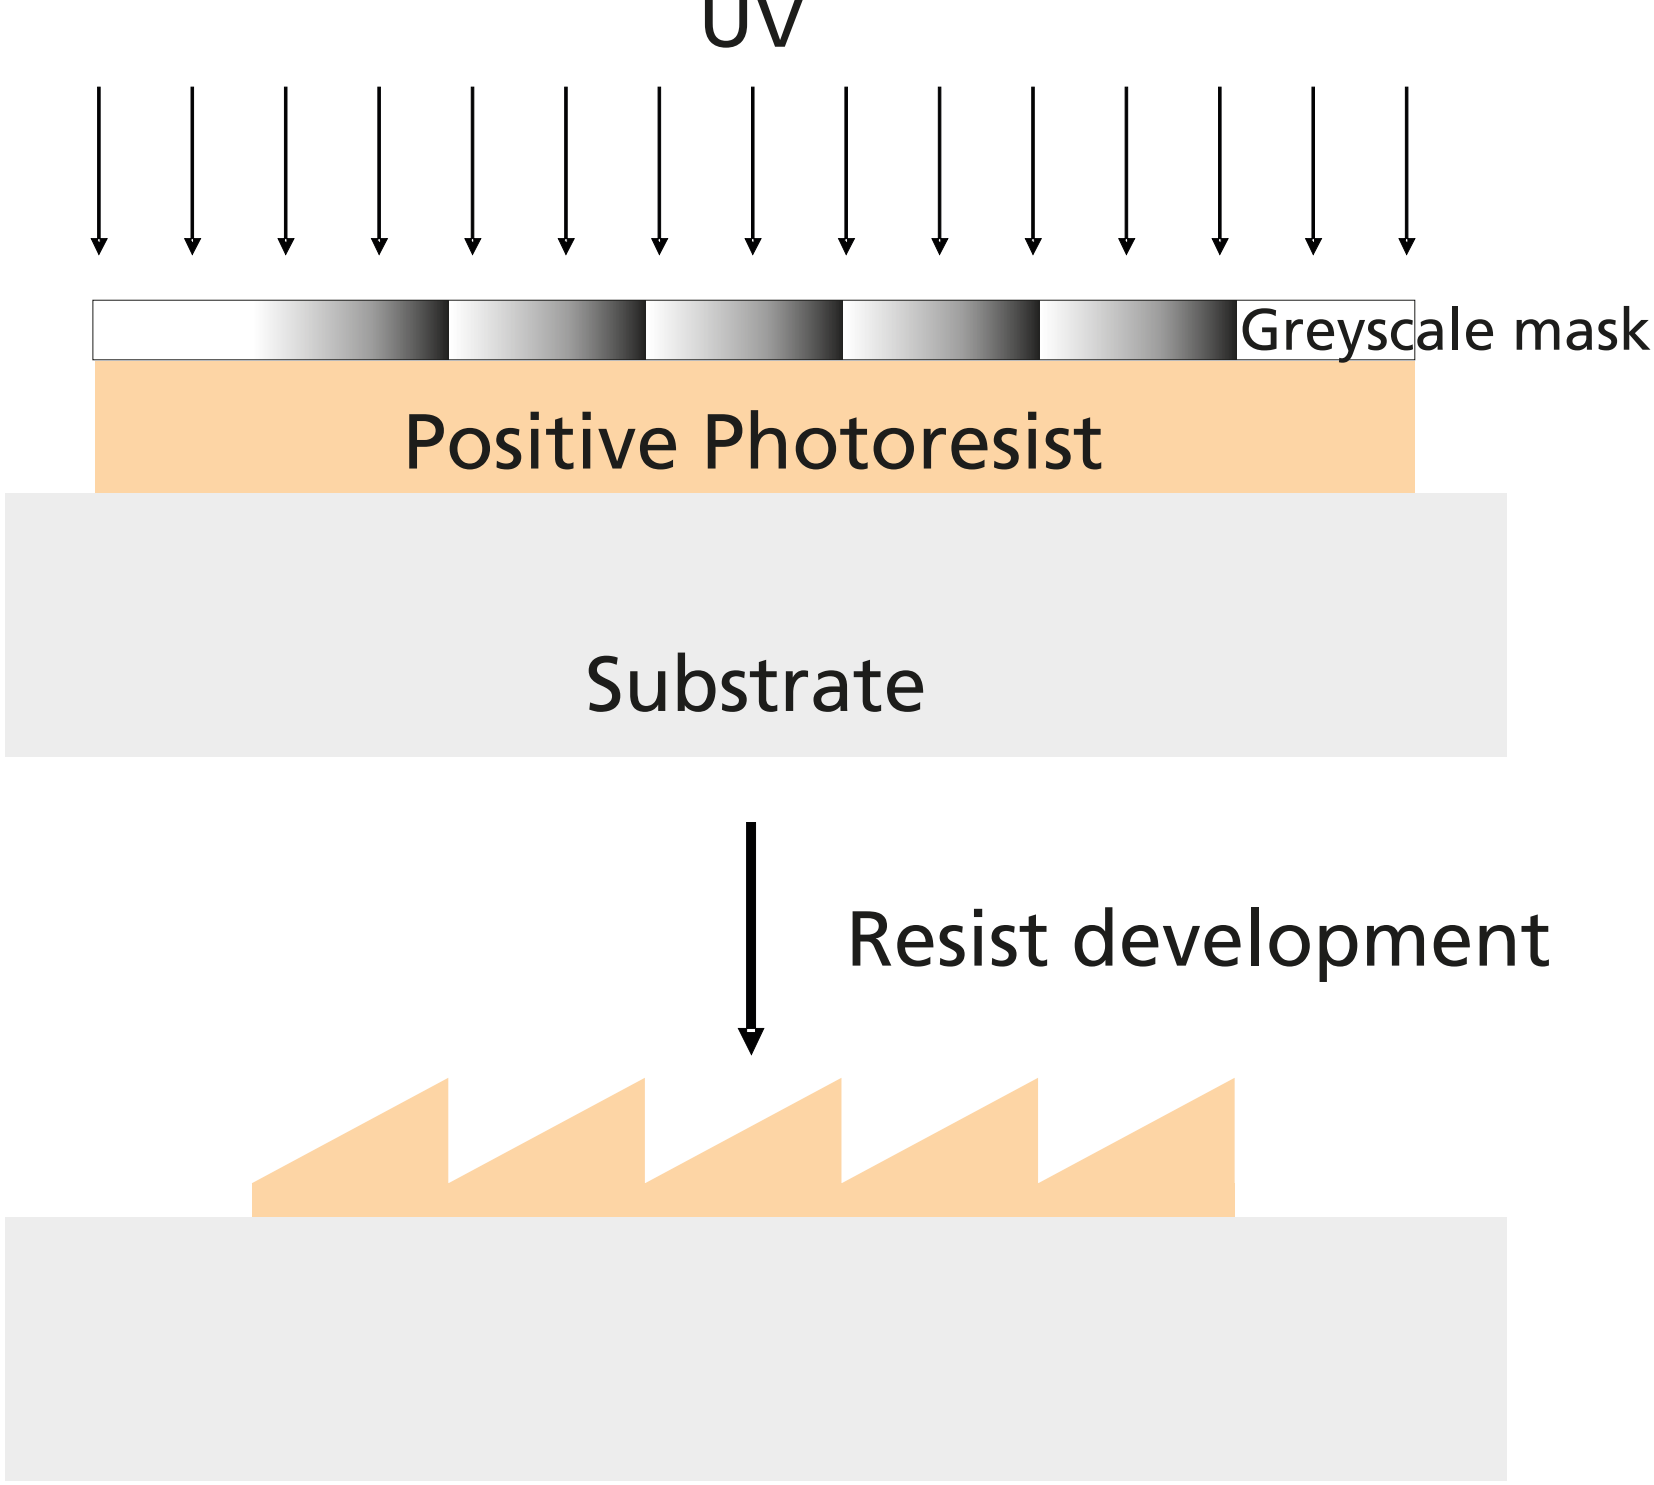 UV
Greyscale mask
Positive Photoresist
Substrate
Resist development